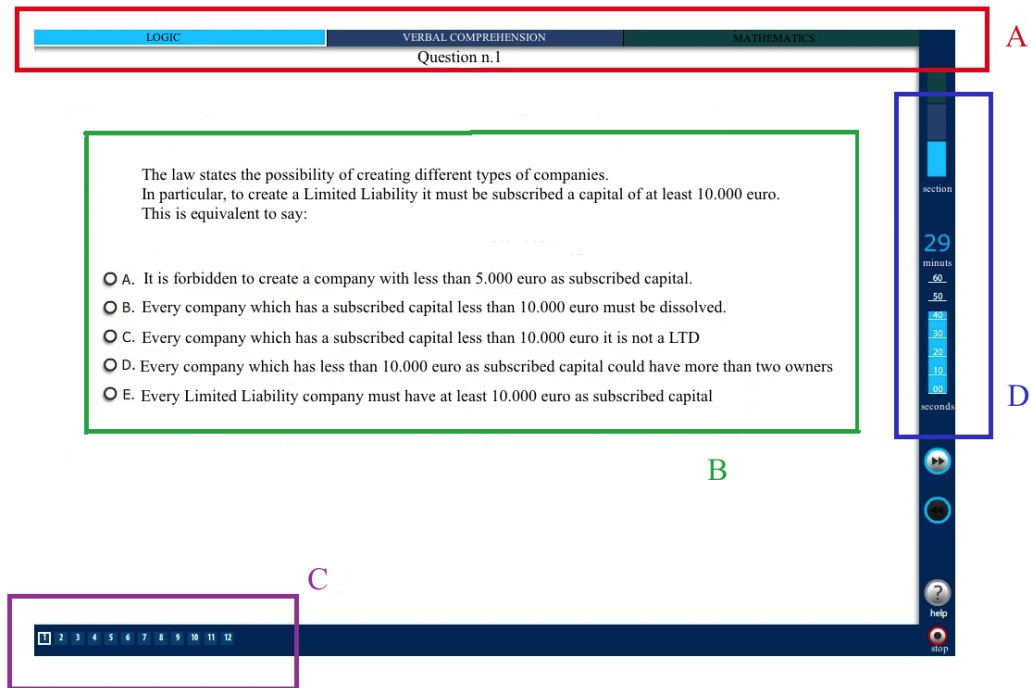 A
LOGIC
VERBAL COMPREHENSION
MATHEMATICS
Question n.1
The law states the possibility of creating different types of companies.
In particular, to create a Limited Liability it must be subscribed a capital of at least 10.000 euro.
This is equivalent to say:
A. It is forbidden to create a company with less than 5.000 euro as subscribed capital.
B. Every company which has a subscribed capital less than 10.000 euro must be dissolved.
C. Every company which has a subscribed capital less than 10.000 euro it is not a LTD
D. Every company which has less than 10.000 euro as subscribed capital could have more than two owners
E. Every Limited Liability company must have at least 10.000 euro as subscribed capital
B
section
29
minuts
60
50
40
30
20
10
00
seconds
D
C
1 2 3 4 5 6 7 8 9 10 11 12
?
help
stop